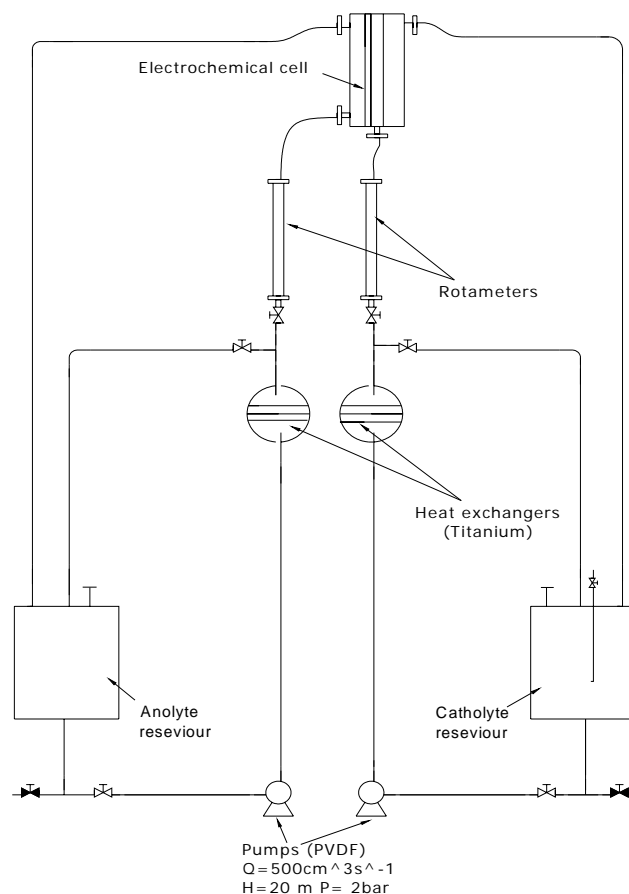 Electrochemical cell
Rotameters
Heat exchangers
(Titanium)
Anolyte
reseviour
Catholyte
reseviour
Pumps (PVDF)
Q=500cm^3s^-1
H=20 m P= 2bar